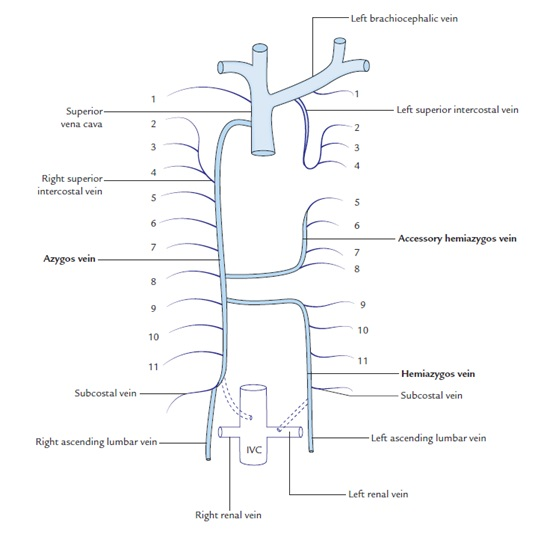 Left brachiocephalic vein
1
1
Superior
vena cava
Left superior intercostal vein
2
2
3
3
4
4
Right superior
intercostal vein
5
5
6
6
Accessory hemiazygos vein
7
7
Azygos vein
8
8
9
9
10
10
11
11
Hemiazygos vein
Subcostal vein
Subcostal vein
Right ascending lumbar vein
Left ascending lumbar vein
IVC
Left renal vein
Right renal vein